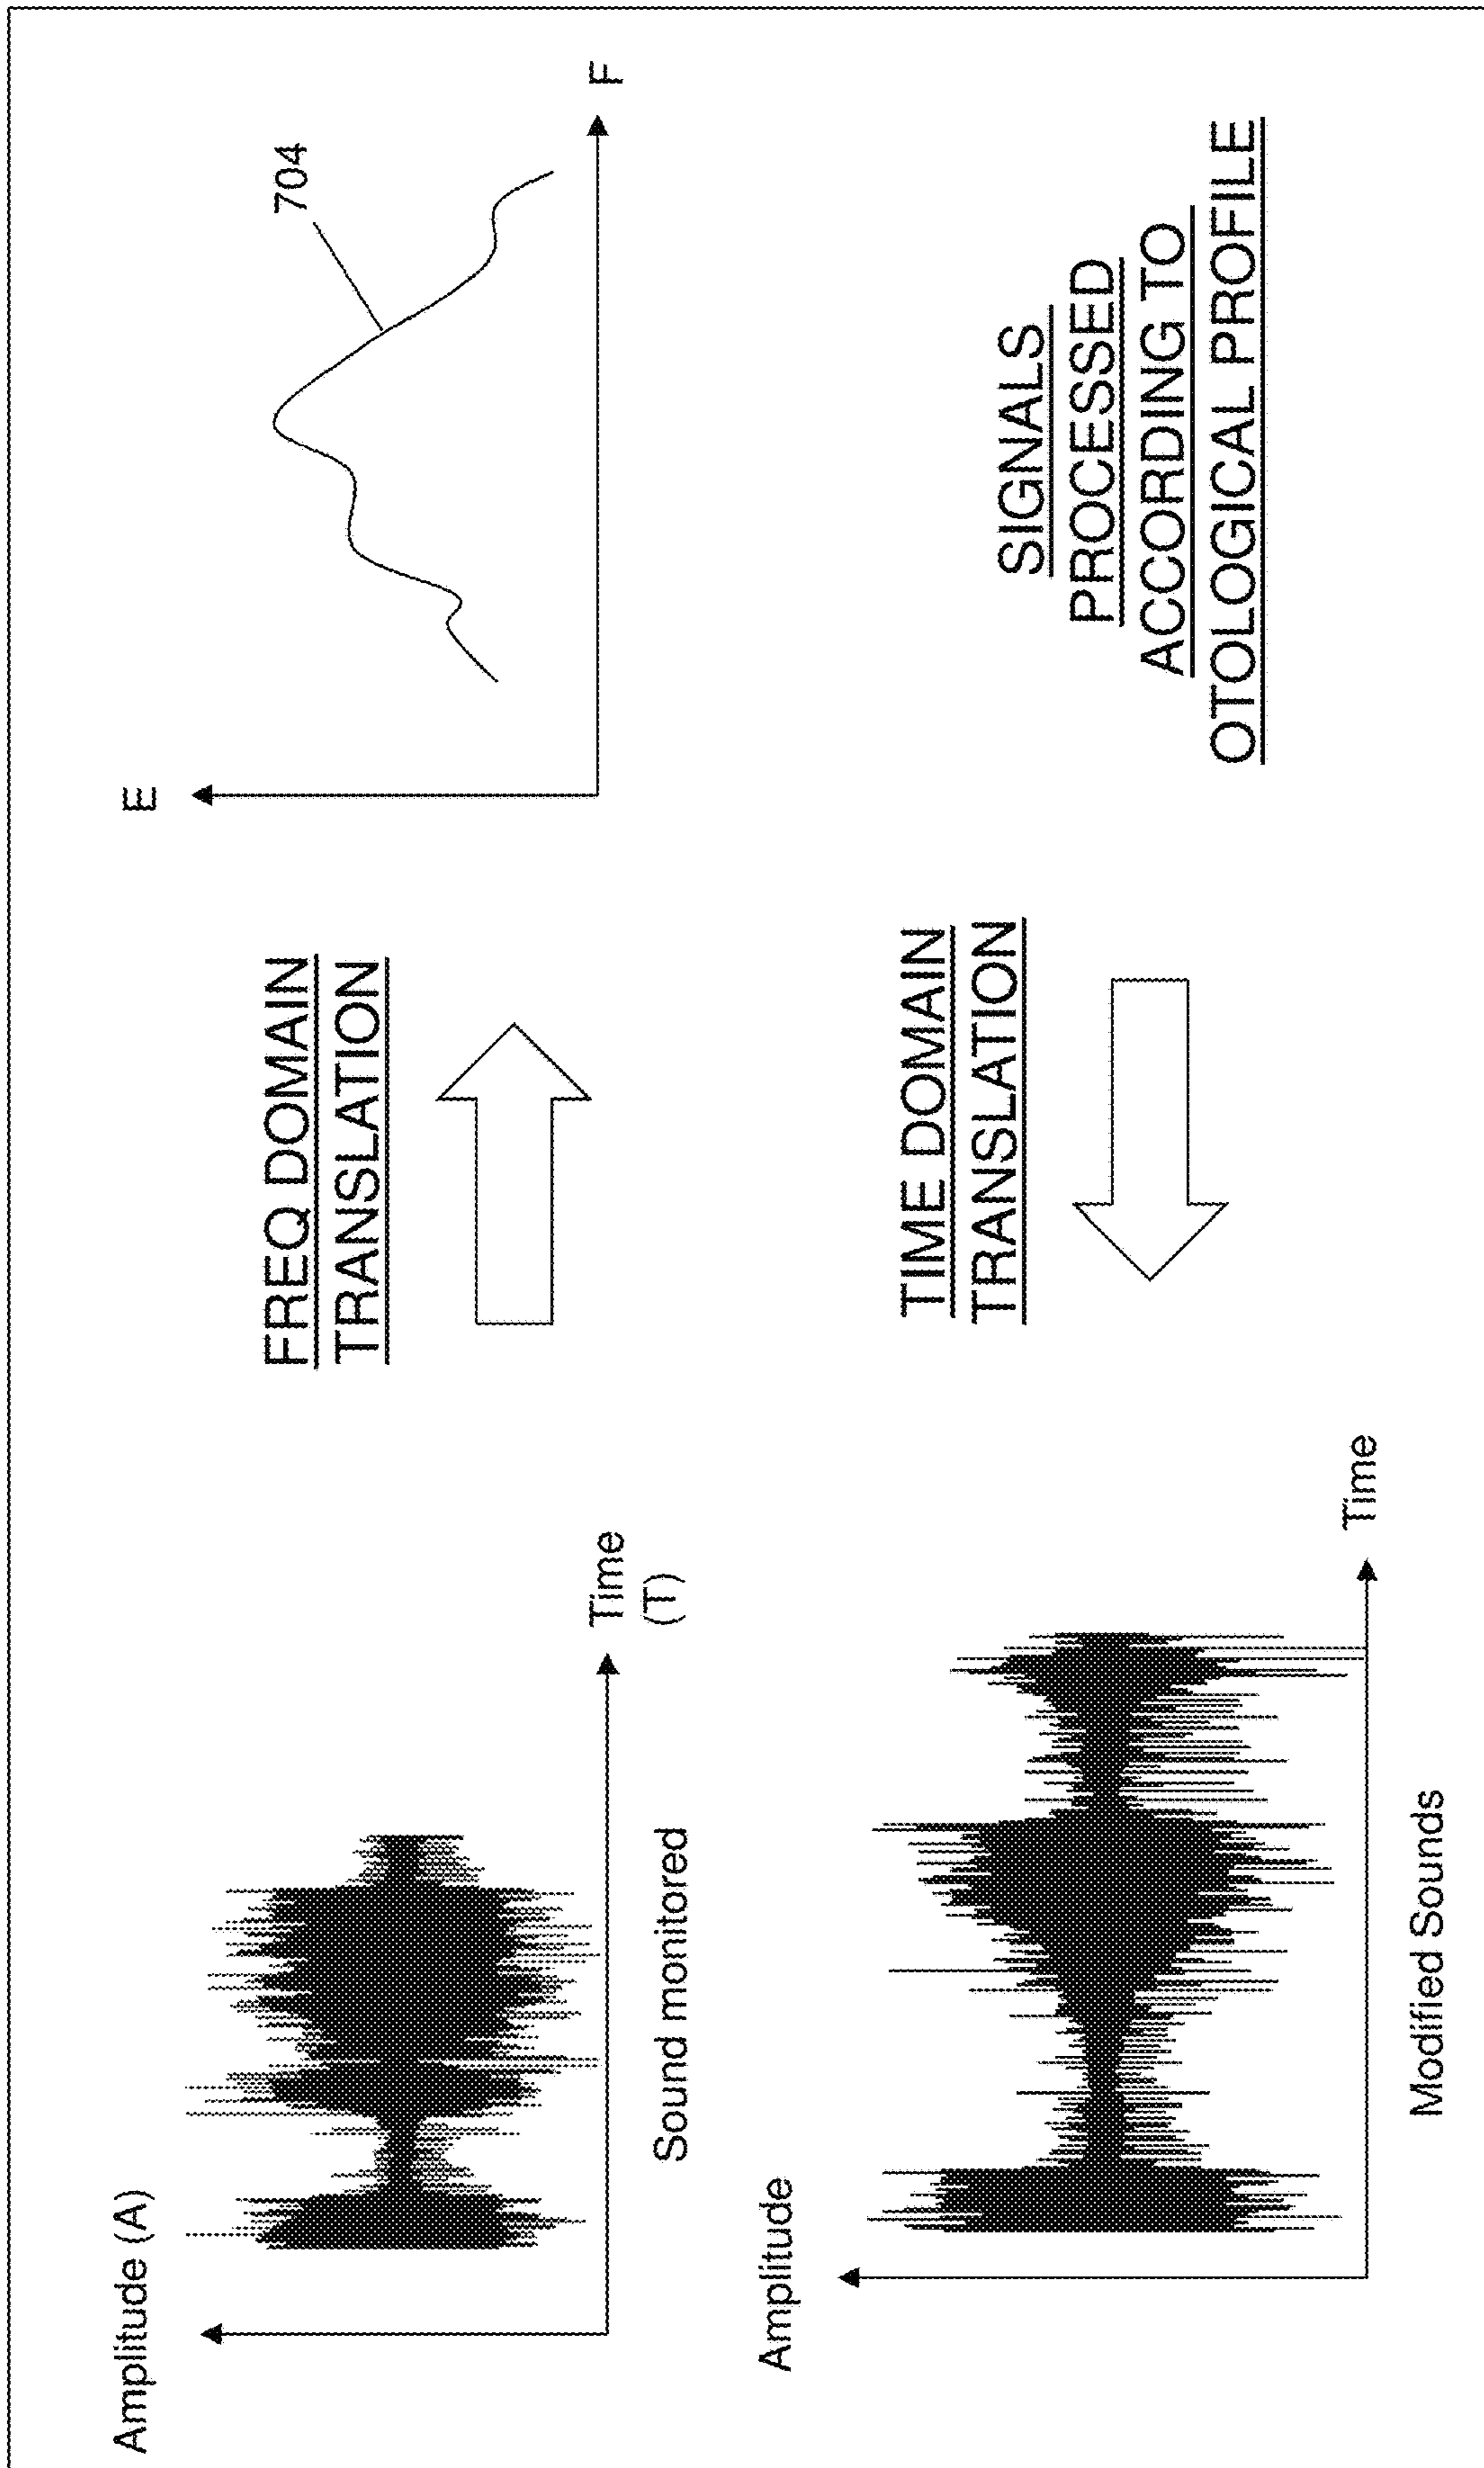 Amplitude (A)
Time
(T)
Sound monitored
FREQ DOMAIN
TRANSLATION
E
704
F
Amplitude
Time
Modified Sounds
TIME DOMAIN
TRANSLATION
SIGNALS
PROCESSED
ACCORDING TO
OTOLOGICAL PROFILE